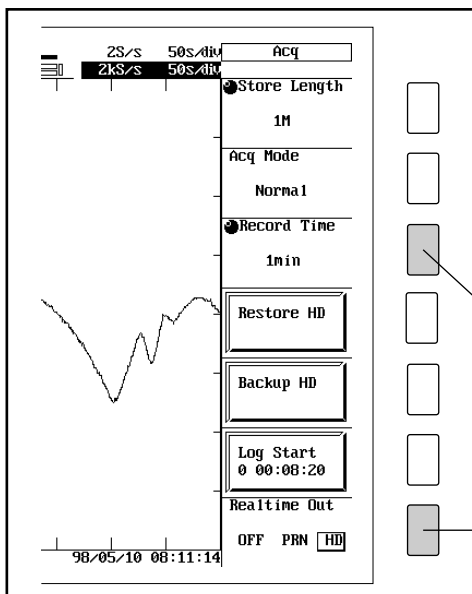 2S/s 50s/div
2kS/s 50s/div
Acq
Store Length
1M
Acq Mode
Normal
Record Time
1min
Restore HD
Backup HD
Log Start
0 00:08:20
Realtime Out
OFF PRN HD
98/05/10 08:11:14